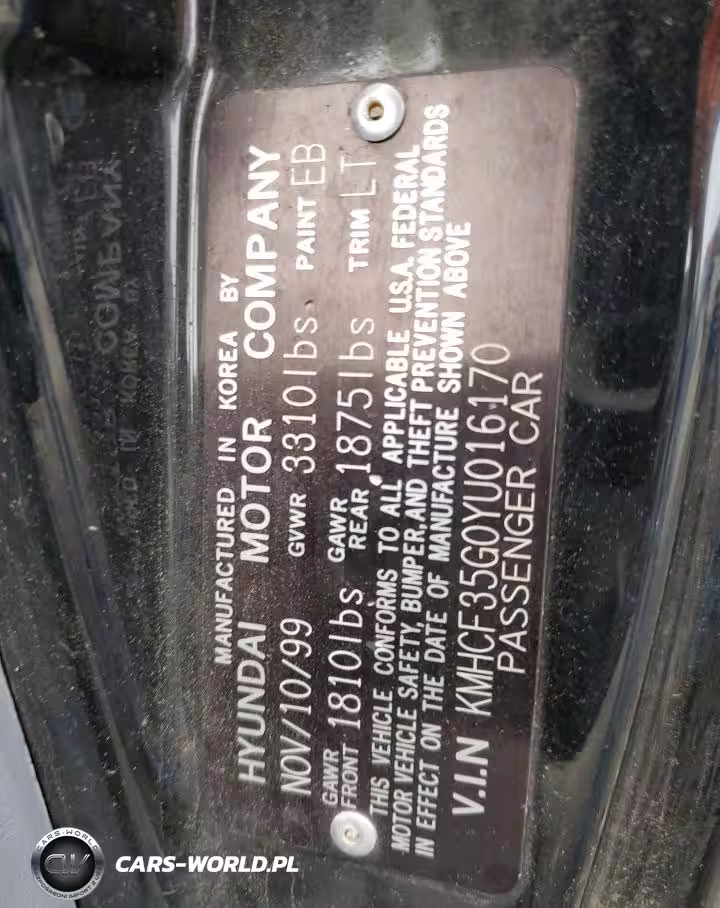 MANUFACTURED IN KOREA BY
HYUNDAI MOTOR COMPANY
NOV/10/99 GVWR 3310lbs PAINT EB
GAWR FRONT 1810lbs GAWR REAR 1875lbs TRIM LT
THIS VEHICLE CONFORMS TO ALL APPLICABLE U.S.A. FEDERAL
MOTOR VEHICLE SAFETY, BUMPER, AND THEFT PREVENTION STANDARDS
IN EFFECT ON THE DATE OF MANUFACTURE SHOWN ABOVE
V.I.N KMHCF35G0YU016170
PASSENGER CAR
CARS-WORLD.PL